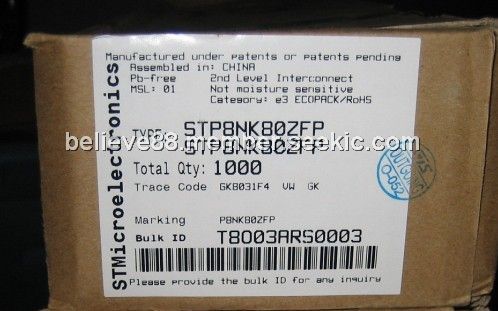 Manufactured under patents or patents pending
Assembled in: CHINA
Pb-free 2nd Level Interconnect
MSL: 01 Not moisture sensitive
Category: e3 ECOPACK/RoHS
STMicroelectronics
TYPE: STP8NK80ZFP
STP8NK80ZFP
Total Qty: 1000
Trace Code GK8031F4 VW GK
Marking P8NK80ZFP
Bulk ID T8003ARS0003
Please provide the bulk ID for any inquiry